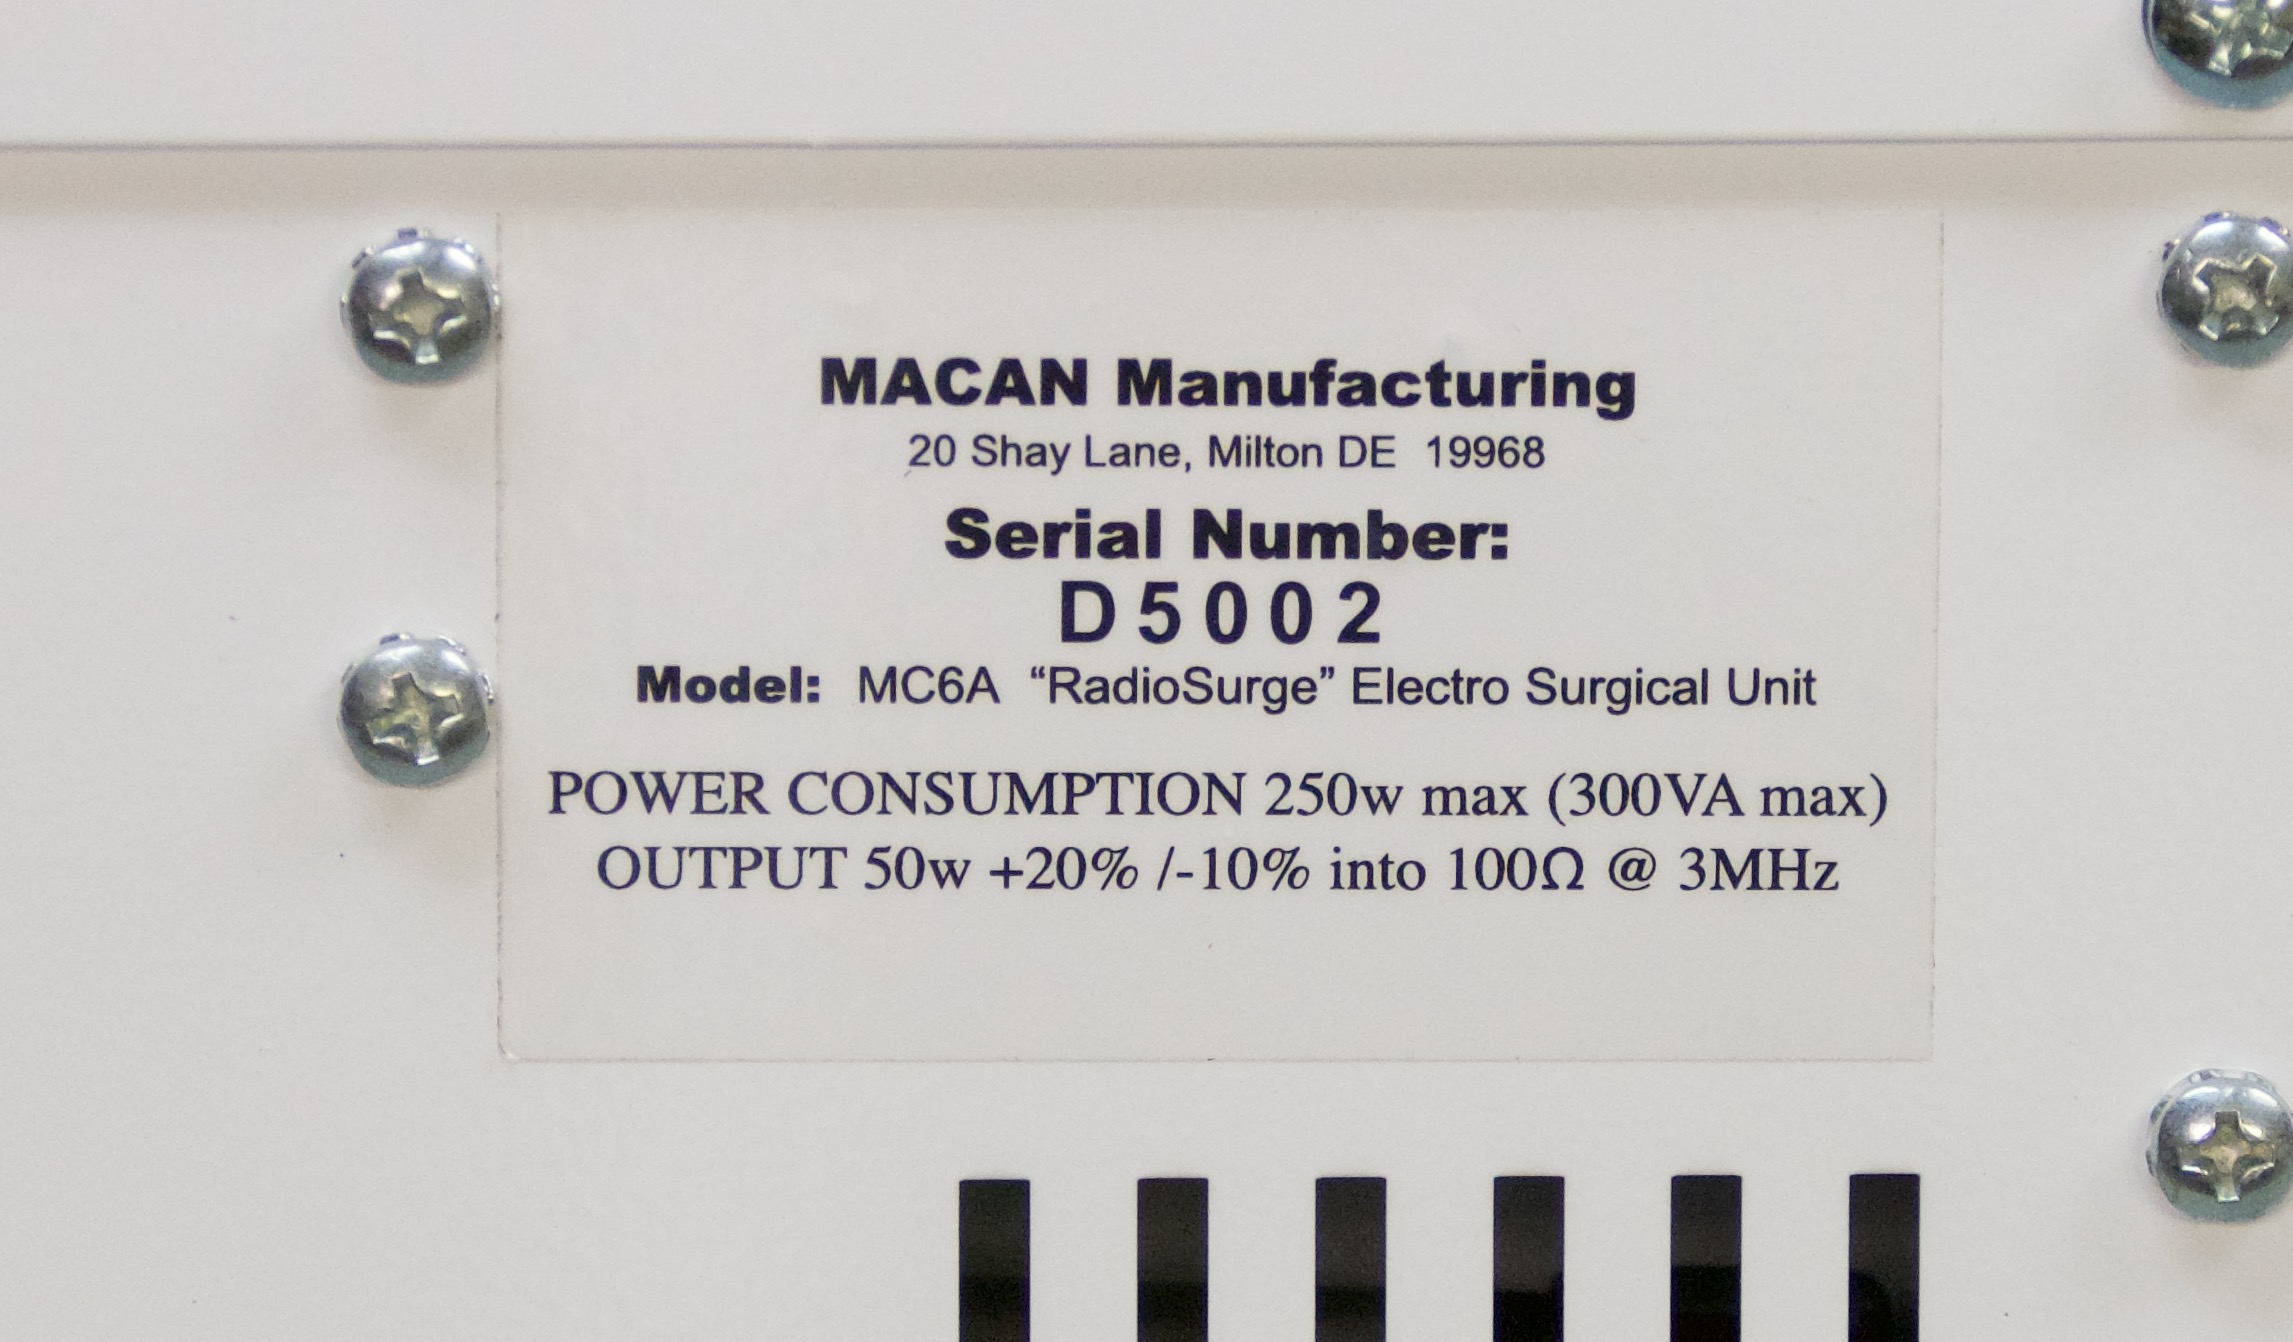 MACAN Manufacturing
20 Shay Lane, Milton DE  19968
Serial Number:
D5002
Model:  MC6A  “RadioSurge” Electro Surgical Unit
POWER CONSUMPTION 250w max (300VA max)
OUTPUT 50w +20% /-10% into 100Ω @ 3MHz